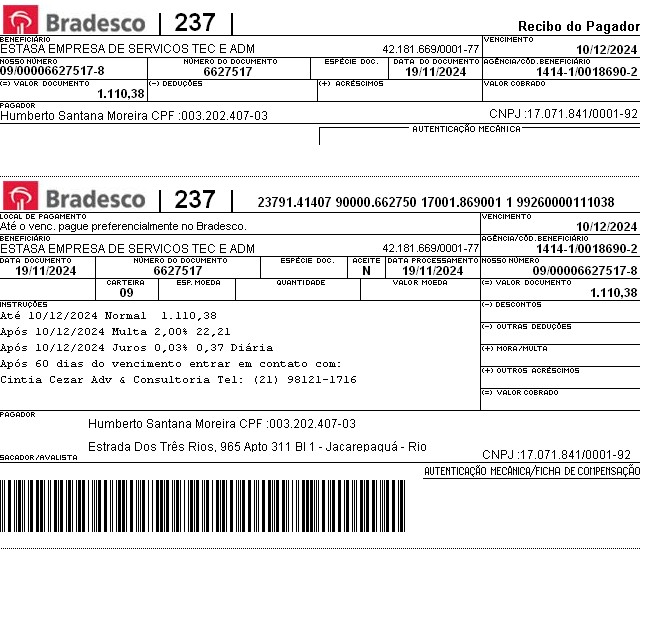 Bradesco | 237 | Recibo do Pagador
BENEFICIÁRIO VENCIMENTO
ESTASA EMPRESA DE SERVICOS TEC E ADM 42.181.669/0001-77 10/12/2024
NOSSO NÚMERO NÚMERO DO DOCUMENTO ESPÉCIE DOC. DATA DO DOCUMENTO AGÊNCIA/CÓD.BENEFICIÁRIO
09/00006627517-8 6627517 19/11/2024 1414-1/0018690-2
(=) VALOR DOCUMENTO (-) DEDUÇÕES (+) ACRÉSCIMOS VALOR COBRADO
1.110,38
PAGADOR
Humberto Santana Moreira CPF :003.202.407-03 CNPJ :17.071.841/0001-92
AUTENTICAÇÃO MECÂNICA
Bradesco | 237 | 23791.41407 90000.662750 17001.869001 1 99260000111038
LOCAL DE PAGAMENTO VENCIMENTO
Até o venc. pague preferencialmente no Bradesco. 10/12/2024
BENEFICIÁRIO AGÊNCIA/CÓD.BENEFICIÁRIO
ESTASA EMPRESA DE SERVICOS TEC E ADM 42.181.669/0001-77 1414-1/0018690-2
DATA DOCUMENTO NÚMERO DO DOCUMENTO ESPÉCIE DOC. ACEITE DATA PROCESSAMENTO NOSSO NÚMERO
19/11/2024 6627517 N 19/11/2024 09/00006627517-8
CARTEIRA ESP. MOEDA QUANTIDADE VALOR MOEDA (=) VALOR DOCUMENTO
09 1.110,38
INSTRUÇÕES (-) DESCONTOS
Até 10/12/2024 Normal 1.110,38
Após 10/12/2024 Multa 2,00% 22,21 (-) OUTRAS DEDUÇÕES
Após 10/12/2024 Juros 0,03% 0,37 Diária (+) MORA/MULTA
Após 60 dias do vencimento entrar em contato com: (+) OUTROS ACRÉSCIMOS
Cintia Cezar Adv & Consultoria Tel: (21) 98121-1716
(=) VALOR COBRADO
PAGADOR
Humberto Santana Moreira CPF :003.202.407-03
Estrada Dos Três Rios, 965 Apto 311 Bl 1 - Jacarepaguá - Rio
SACADOR/AVALISTA CNPJ :17.071.841/0001-92
AUTENTICAÇÃO MECÂNICA/FICHA DE COMPENSAÇÃO